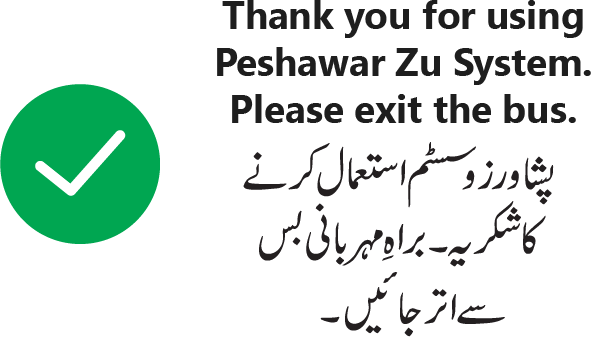 Thank you for using
Peshawar Zu System.
Please exit the bus.
پشاور زو سسٹم استعمال کرنے
کا شکریہ۔ براہِ مہربانی بس
سے اتر جائیں۔